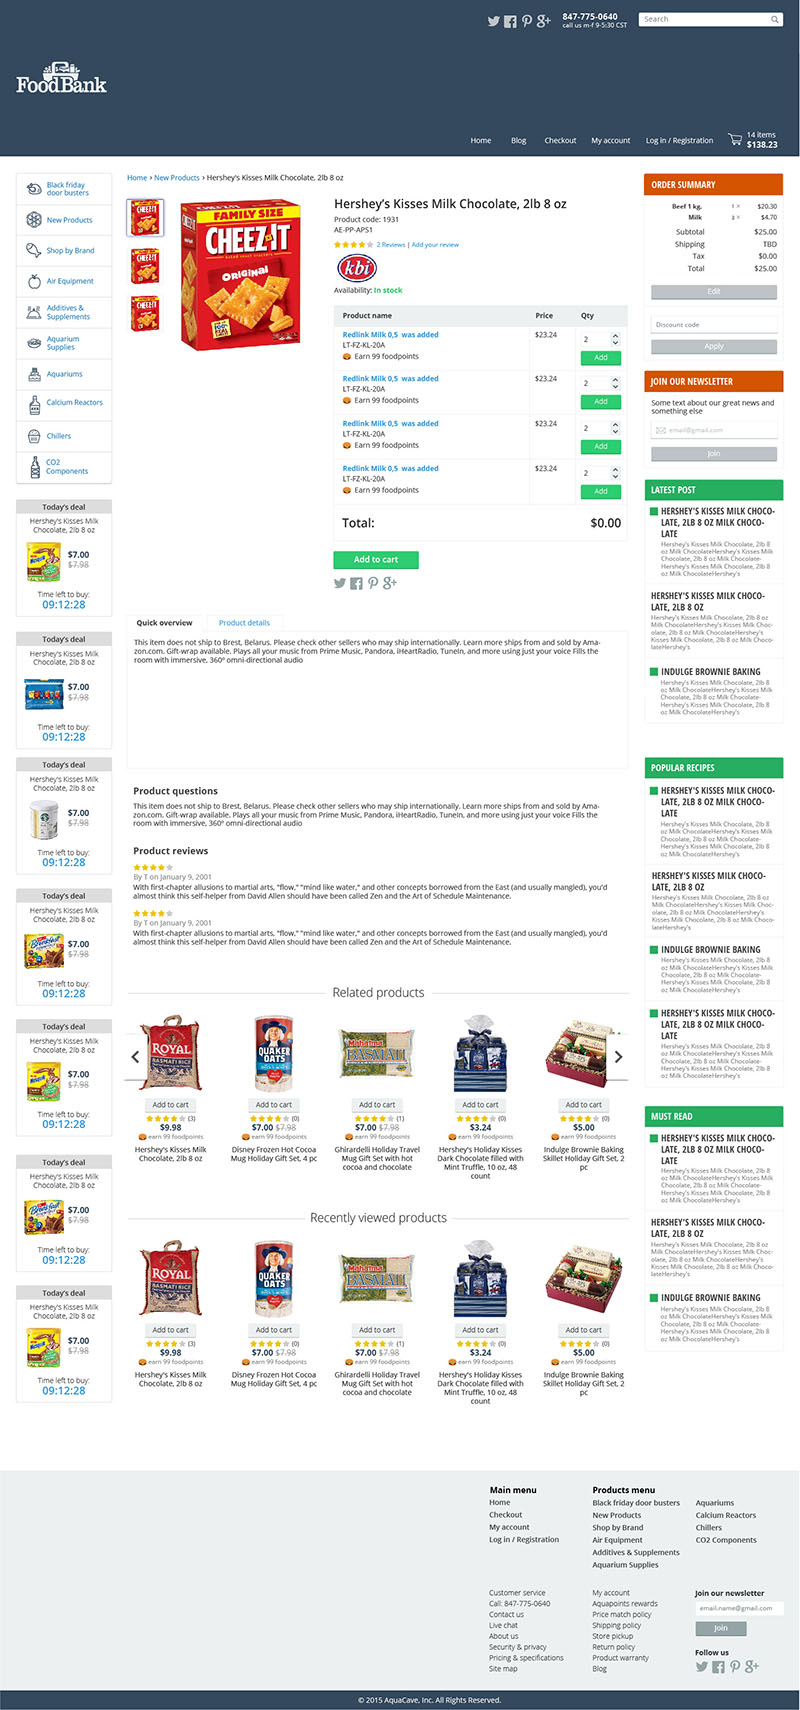 847-775-0640
call us m-f 9-5:30 CST
Search
FoodBank
Home
Blog
Checkout
My account
Log in / Registration
14 items
$138.23
Black friday
door busters
New Products
Shop by Brand
Air Equipment
Additives &
Supplements
Aquarium
Supplies
Aquariums
Calcium Reactors
Chillers
CO2
Components
Today's deal
Hershey's Kisses Milk
Chocolate, 2lb 8 oz
$7.00
$7.98
Time left to buy:
09:12:28
Today's deal
Hershey's Kisses Milk
Chocolate, 2lb 8 oz
$7.00
$7.98
Time left to buy:
09:12:28
Today's deal
Hershey's Kisses Milk
Chocolate, 2lb 8 oz
$7.00
$7.98
Time left to buy:
09:12:28
Today's deal
Hershey's Kisses Milk
Chocolate, 2lb 8 oz
$7.00
$7.98
Time left to buy:
09:12:28
Today's deal
Hershey's Kisses Milk
Chocolate, 2lb 8 oz
$7.00
$7.98
Time left to buy:
09:12:28
Today's deal
Hershey's Kisses Milk
Chocolate, 2lb 8 oz
$7.00
$7.98
Time left to buy:
09:12:28
Today's deal
Hershey's Kisses Milk
Chocolate, 2lb 8 oz
$7.00
$7.98
Time left to buy:
09:12:28
Home › New Products › Hershey's Kisses Milk Chocolate, 2lb 8 oz
FAMILY SIZE
CHEEZ-IT
ORIGINAL
Hershey's Kisses Milk Chocolate, 2lb 8 oz
Product code: 1931
AE-PP-APS1
2 Reviews | Add your review
kbi
Availability: In stock
Product name Price Qty
Redlink Milk 0,5 was added $23.24
LT-FZ-KL-20A 2
Earn 99 foodpoints Add
Redlink Milk 0,5 was added $23.24
LT-FZ-KL-20A 2
Earn 99 foodpoints Add
Redlink Milk 0,5 was added $23.24
LT-FZ-KL-20A 2
Earn 99 foodpoints Add
Redlink Milk 0,5 was added $23.24
LT-FZ-KL-20A 2
Earn 99 foodpoints Add
Total: $0.00
Add to cart
Quick overview
Product details
This item does not ship to Brest, Belarus. Please check other sellers who may ship internationally. Learn more ships from and sold by Ama-
zon.com. Gift-wrap available. Plays all your music from Prime Music, Pandora, iHeartRadio, TuneIn, and more using just your voice Fills the
room with immersive, 360º omni-directional audio
Product questions
This item does not ship to Brest, Belarus. Please check other sellers who may ship internationally. Learn more ships from and sold by Ama-
zon.com. Gift-wrap available. Plays all your music from Prime Music, Pandora, iHeartRadio, TuneIn, and more using just your voice Fills the
room with immersive, 360º omni-directional audio
Product reviews
By T on January 9, 2001
With first-chapter allusions to martial arts, "flow," "mind like water," and other concepts borrowed from the East (and usually mangled), you'd
almost think this self-helper from David Allen should have been called Zen and the Art of Schedule Maintenance.
By T on January 9, 2001
With first-chapter allusions to martial arts, "flow," "mind like water," and other concepts borrowed from the East (and usually mangled), you'd
almost think this self-helper from David Allen should have been called Zen and the Art of Schedule Maintenance.
Related products
ROYAL
BASMATI RICE
QUAKER
OATS
BASMATI
Add to cart
(3)
$9.98
earn 99 foodpoints
Hershey's Kisses Milk
Chocolate, 2lb 8 oz
Add to cart
(0)
$7.00 $7.98
earn 99 foodpoints
Disney Frozen Hot Cocoa
Mug Holiday Gift Set, 4 pc
Add to cart
(1)
$7.00 $7.98
earn 99 foodpoints
Ghirardelli Holiday Travel
Mug Gift Set with hot
cocoa and chocolate
Add to cart
(0)
$3.24
earn 99 foodpoints
Hershey's Holiday Kisses
Dark Chocolate filled with
Mint Truffle, 10 oz, 48
count
Add to cart
(0)
$5.00
earn 99 foodpoints
Indulge Brownie Baking
Skillet Holiday Gift Set, 2
pc
Recently viewed products
ROYAL
BASMATI RICE
QUAKER
OATS
BASMATI
Add to cart
(3)
$9.98
earn 99 foodpoints
Hershey's Kisses Milk
Chocolate, 2lb 8 oz
Add to cart
(0)
$7.00 $7.98
earn 99 foodpoints
Disney Frozen Hot Cocoa
Mug Holiday Gift Set, 4 pc
Add to cart
(1)
$7.00 $7.98
earn 99 foodpoints
Ghirardelli Holiday Travel
Mug Gift Set with hot
cocoa and chocolate
Add to cart
(0)
$3.24
earn 99 foodpoints
Hershey's Holiday Kisses
Dark Chocolate filled with
Mint Truffle, 10 oz, 48
count
Add to cart
(0)
$5.00
earn 99 foodpoints
Indulge Brownie Baking
Skillet Holiday Gift Set, 2
pc
ORDER SUMMARY
Beef 1 kg. 1 × $20.30
Milk 2 × $4.70
Subtotal $25.00
Shipping TBD
Tax $0.00
Total $25.00
Edit
Discount code
Apply
JOIN OUR NEWSLETTER
Some text about our great news and
something else
email@gmail.com
Join
LATEST POST
HERSHEY'S KISSES MILK CHOCO-
LATE, 2LB 8 OZ MILK CHOCO-
LATE
Hershey's Kisses Milk Chocolate, 2lb 8
oz Milk ChocolateHershey's Kisses Milk
Chocolate, 2lb 8 oz Milk Chocolate-
Hershey's Kisses Milk Chocolate, 2lb 8
oz Milk ChocolateHershey's
HERSHEY'S KISSES MILK CHOCO-
LATE, 2LB 8 OZ
Hershey's Kisses Milk Chocolate, 2lb 8 oz
Milk ChocolateHershey's Kisses Milk Choc-
olate, 2lb 8 oz Milk ChocolateHershey's
Kisses Milk Chocolate, 2lb 8 oz Milk Choco-
lateHershey's
INDULGE BROWNIE BAKING
Hershey's Kisses Milk Chocolate, 2lb 8
oz Milk ChocolateHershey's Kisses Milk
Chocolate, 2lb 8 oz Milk Chocolate-
Hershey's Kisses Milk Chocolate, 2lb 8
oz Milk ChocolateHershey's
POPULAR RECIPES
HERSHEY'S KISSES MILK CHOCO-
LATE, 2LB 8 OZ MILK CHOCO-
LATE
Hershey's Kisses Milk Chocolate, 2lb 8
oz Milk ChocolateHershey's Kisses Milk
Chocolate, 2lb 8 oz Milk Chocolate-
Hershey's Kisses Milk Chocolate, 2lb 8
oz Milk ChocolateHershey's
HERSHEY'S KISSES MILK CHOCO-
LATE, 2LB 8 OZ
Hershey's Kisses Milk Chocolate, 2lb 8 oz
Milk ChocolateHershey's Kisses Milk Choc-
olate, 2lb 8 oz Milk ChocolateHershey's
Kisses Milk Chocolate, 2lb 8 oz Milk Choco-
lateHershey's
INDULGE BROWNIE BAKING
Hershey's Kisses Milk Chocolate, 2lb 8
oz Milk ChocolateHershey's Kisses Milk
Chocolate, 2lb 8 oz Milk Chocolate-
Hershey's Kisses Milk Chocolate, 2lb 8
oz Milk ChocolateHershey's
HERSHEY'S KISSES MILK CHOCO-
LATE, 2LB 8 OZ MILK CHOCO-
LATE
Hershey's Kisses Milk Chocolate, 2lb 8
oz Milk ChocolateHershey's Kisses Milk
Chocolate, 2lb 8 oz Milk Chocolate-
Hershey's Kisses Milk Chocolate, 2lb 8
oz Milk ChocolateHershey's
MUST READ
HERSHEY'S KISSES MILK CHOCO-
LATE, 2LB 8 OZ MILK CHOCO-
LATE
Hershey's Kisses Milk Chocolate, 2lb 8
oz Milk ChocolateHershey's Kisses Milk
Chocolate, 2lb 8 oz Milk Chocolate-
Hershey's Kisses Milk Chocolate, 2lb 8
oz Milk ChocolateHershey's
HERSHEY'S KISSES MILK CHOCO-
LATE, 2LB 8 OZ
Hershey's Kisses Milk Chocolate, 2lb 8 oz
Milk ChocolateHershey's Kisses Milk Choc-
olate, 2lb 8 oz Milk ChocolateHershey's
Kisses Milk Chocolate, 2lb 8 oz Milk Choco-
lateHershey's
INDULGE BROWNIE BAKING
Hershey's Kisses Milk Chocolate, 2lb 8
oz Milk ChocolateHershey's Kisses Milk
Chocolate, 2lb 8 oz Milk Chocolate-
Hershey's Kisses Milk Chocolate, 2lb 8
oz Milk ChocolateHershey's
Main menu
Home
Checkout
My account
Log in / Registration
Products menu
Black friday door busters
New Products
Shop by Brand
Air Equipment
Additives & Supplements
Aquarium Supplies
Aquariums
Calcium Reactors
Chillers
CO2 Components
Customer service
Call: 847-775-0640
Contact us
Live chat
About us
Security & privacy
Pricing & specifications
Site map
My account
Aquapoints rewards
Price match policy
Shipping policy
Store pickup
Return policy
Product warranty
Blog
Join our newsletter
email.name@gmail.com
Join
Follow us
© 2015 AquaCave, Inc. All Rights Reserved.